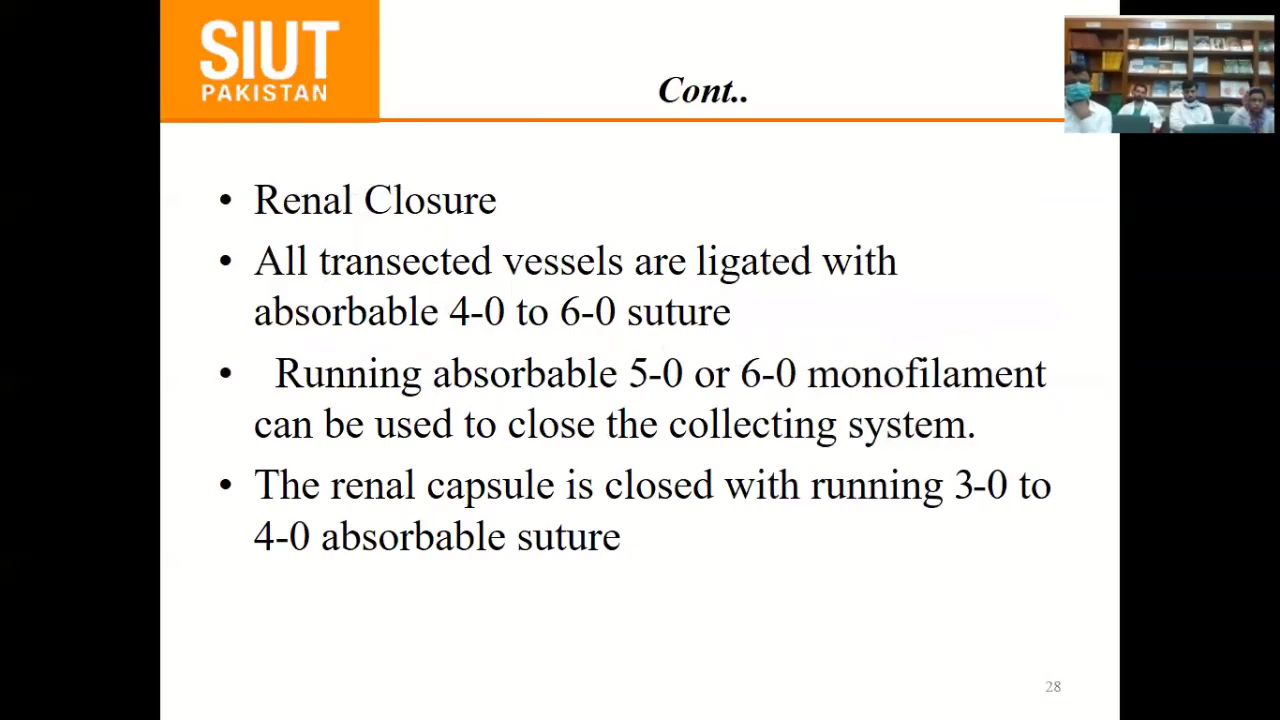 SIUT
PAKISTAN
Cont..
• Renal Closure
• All transected vessels are ligated with
absorbable 4-0 to 6-0 suture
• Running absorbable 5-0 or 6-0 monofilament
can be used to close the collecting system.
• The renal capsule is closed with running 3-0 to
4-0 absorbable suture
28